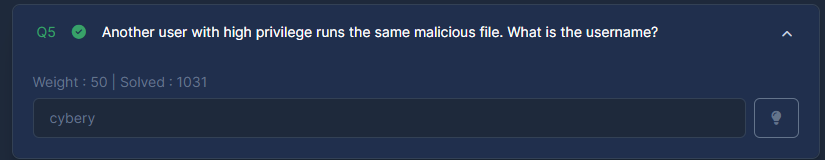 Q5 Another user with high privilege runs the same malicious file. What is the username?
Weight : 50 | Solved : 1031
cybery